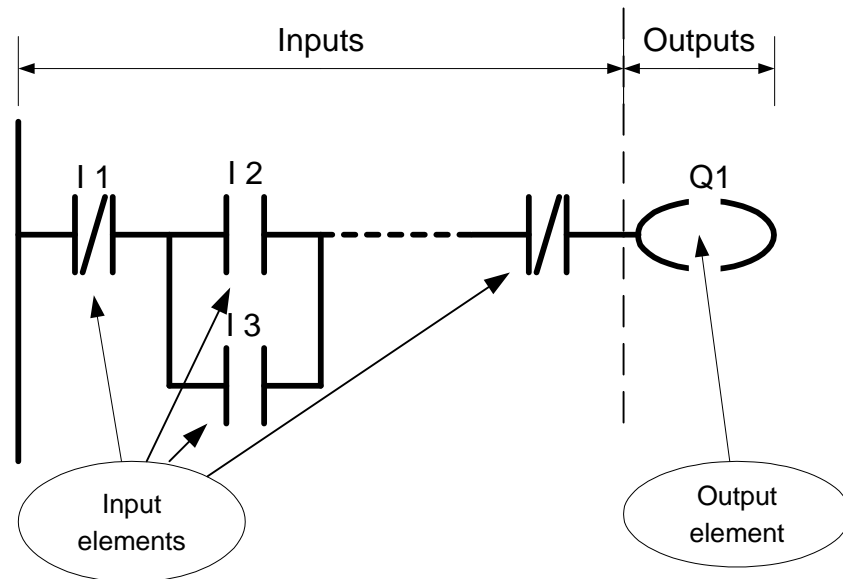 Inputs Outputs
I 1 I 2 Q1
I 3
Input
elements
Output
element